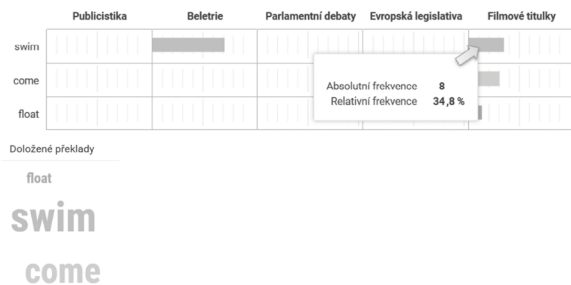 Publicistika Beletrie Parlamentní debaty Evropská legislativa Filmové titulky
swim
come
float
Absolutní frekvence 8
Relativní frekvence 34,8 %
Doložené překlady
float
swim
come